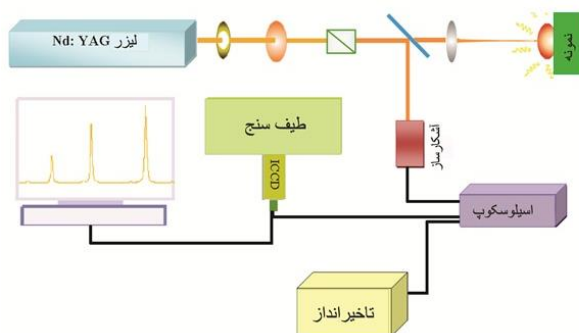 لیزر Nd: YAG
نمونه
طیف سنج
ICCD
آشکارساز
اسیلوسکوپ
تاخیرانداز